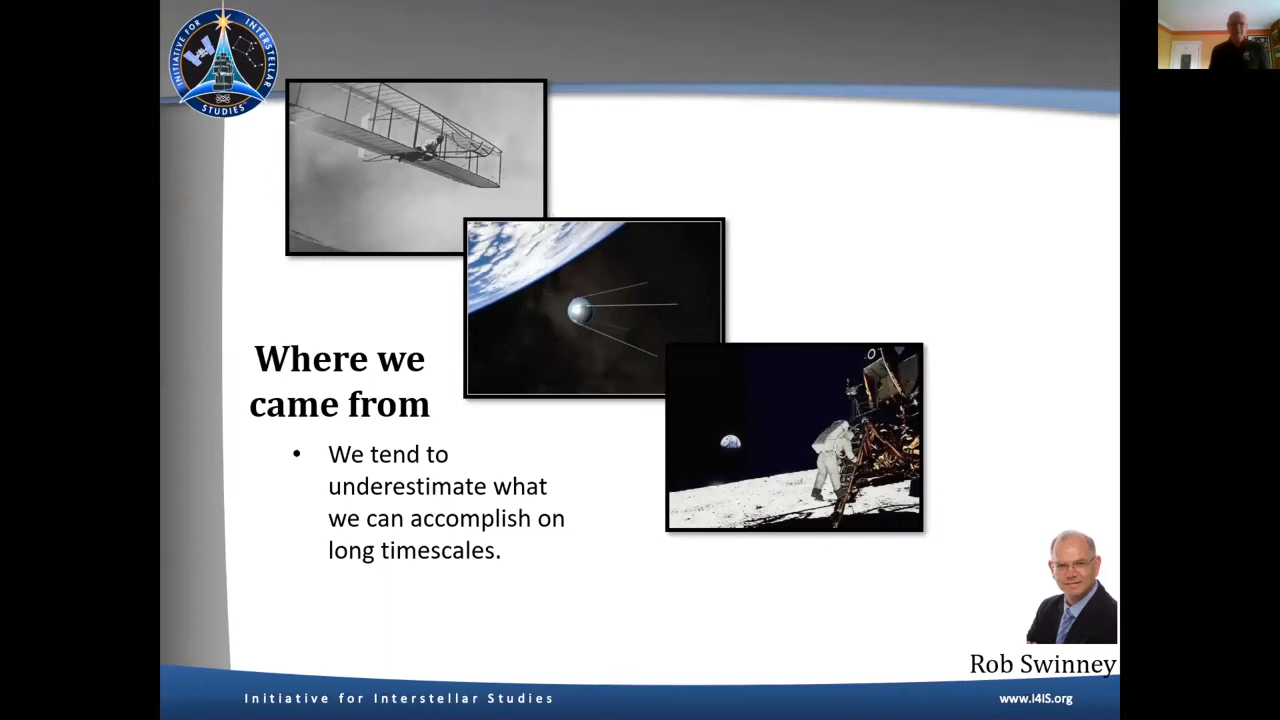 INITIATIVE FOR INTERSTELLAR STUDIES
Where we
came from
• We tend to
underestimate what
we can accomplish on
long timescales.
Rob Swinney
Initiative for Interstellar Studies
www.I4IS.org